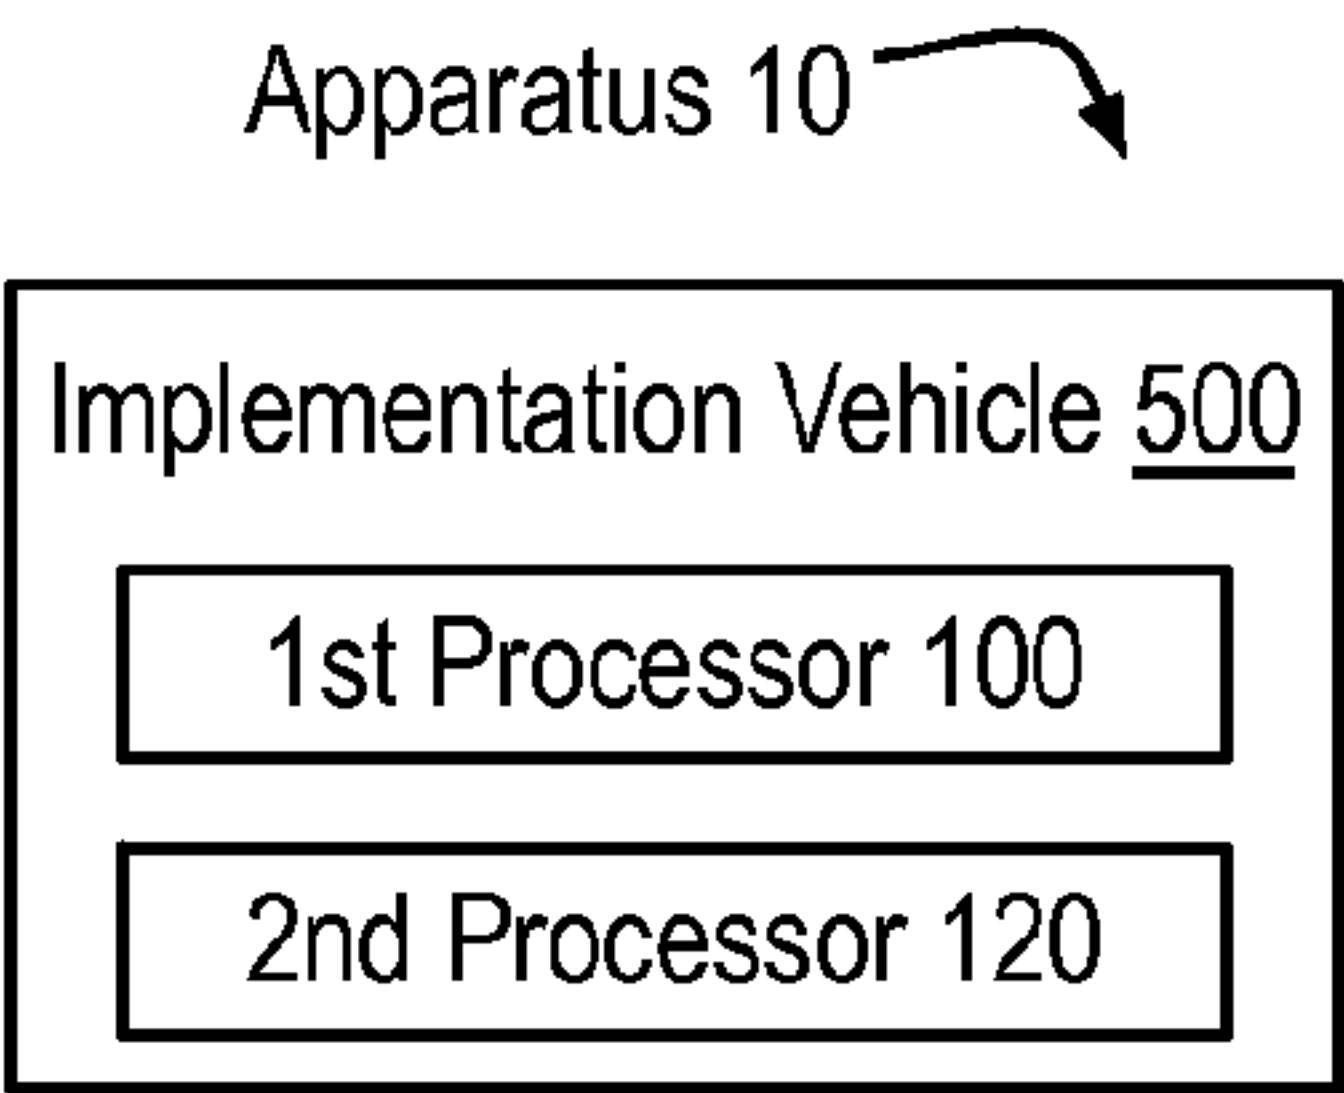 Apparatus 10
Implementation Vehicle 500
1st Processor 100
2nd Processor 120